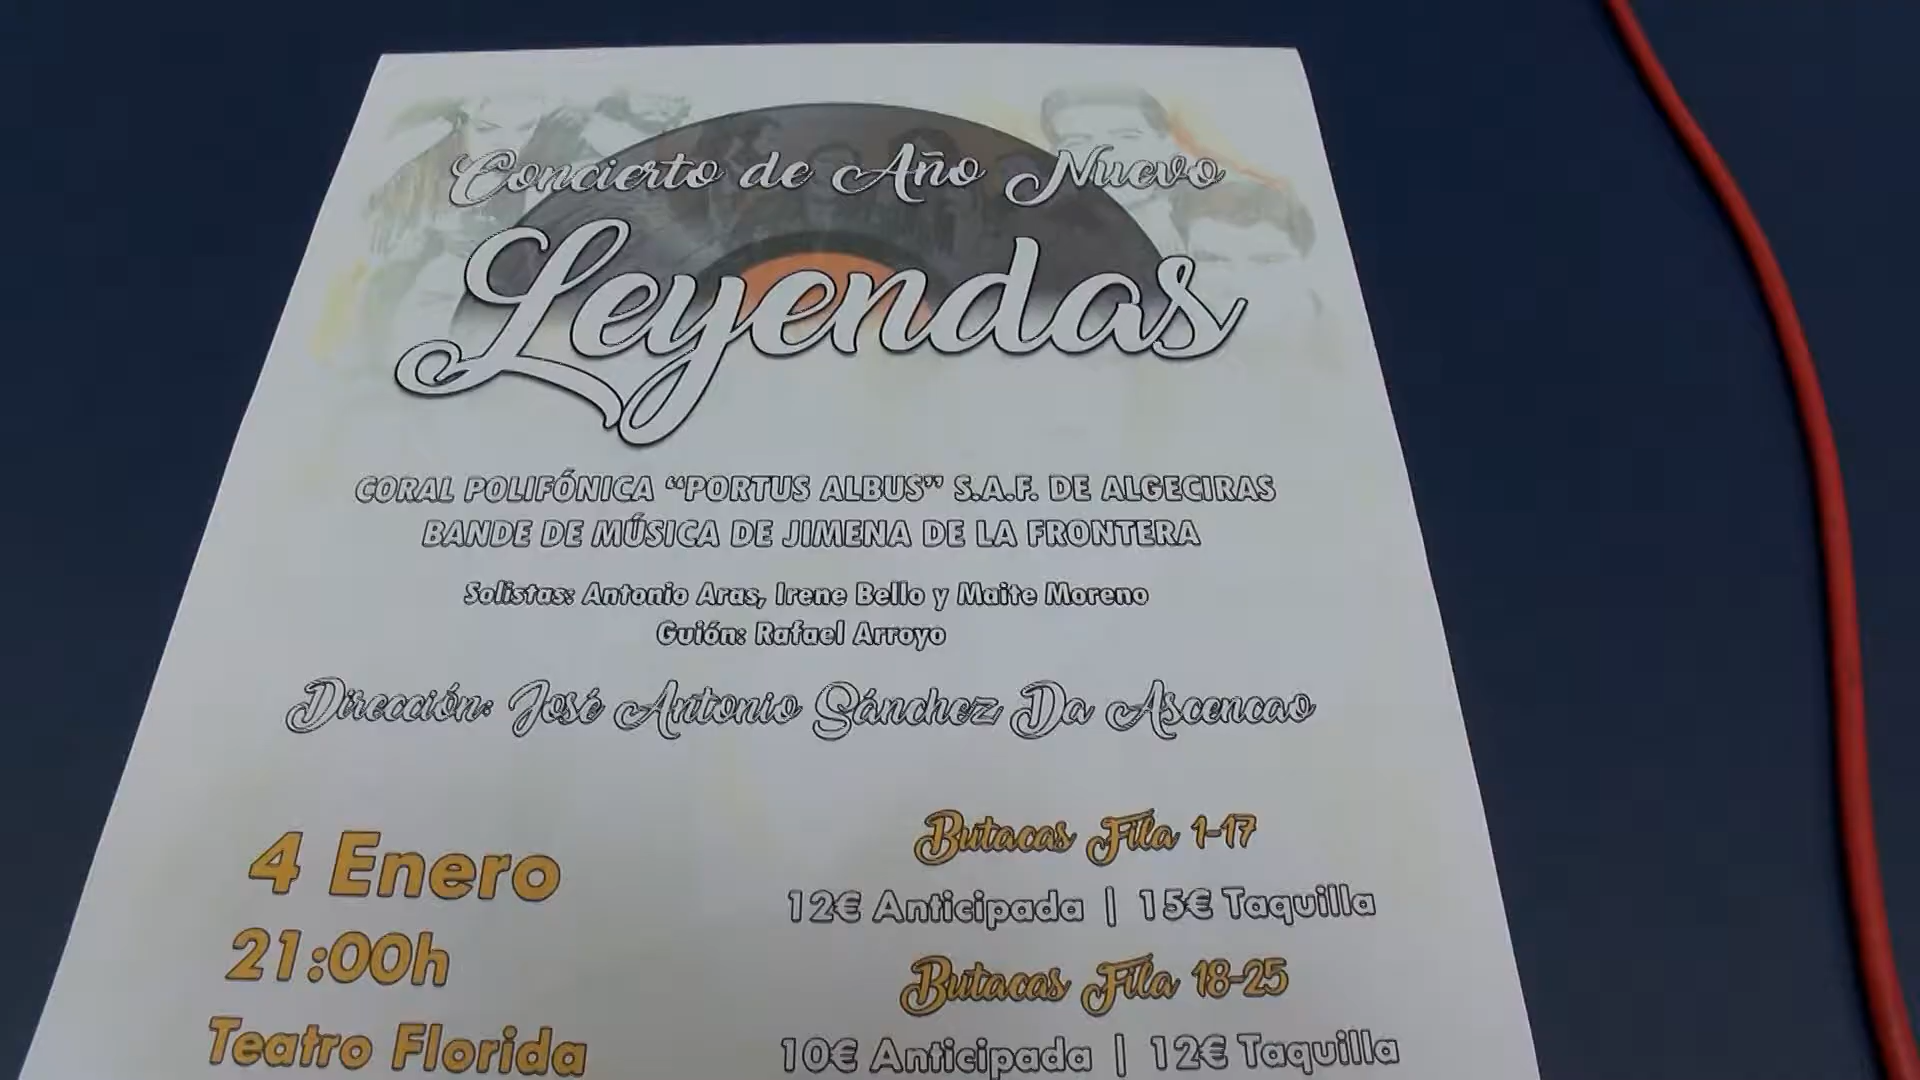 Concierto de Año Nuevo
Leyendas
CORAL POLIFÓNICA “PORTUS ALBUS” S.A.F. DE ALGECIRAS
BANDE DE MÚSICA DE JIMENA DE LA FRONTERA
Solistas: Antonio Aras, Irene Bello y Maite Moreno
Guión: Rafael Arroyo
Dirección: José Antonio Sánchez Da Ascencao
4 Enero
21:00h
Teatro Florida
Butacas Fila 1-17
12€ Anticipada | 15€ Taquilla
Butacas Fila 18-25
10€ Anticipada | 12€ Taquilla